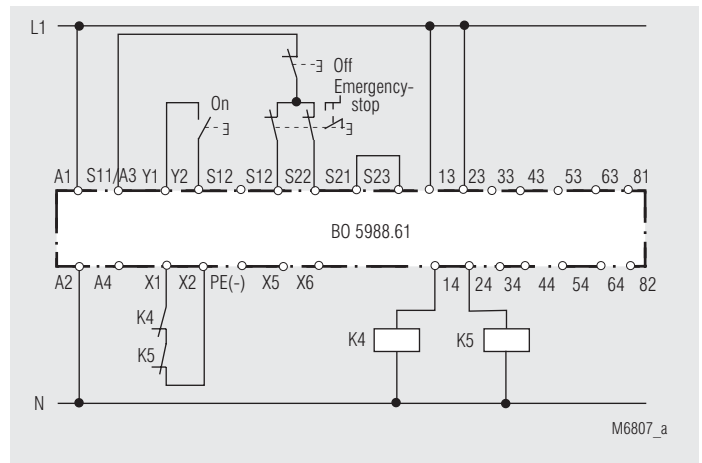 L1
Off
Emergency-
stop
On
A1 S11/A3 Y1 Y2 S12 S12 S22 S21 S23 13 23 33 43 53 63 81
BO 5988.61
A2 A4 X1 X2 PE(-) X5 X6 14 24 34 44 54 64 82
K4
K5
K4 K5
N
M6807_a